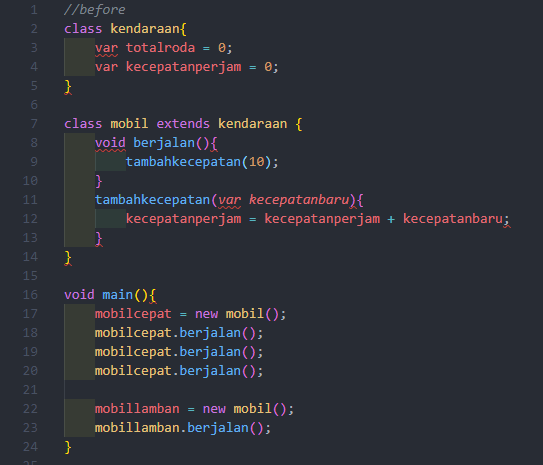 1 //before
2 class kendaraan{
3     var totalroda = 0;
4     var kecepatanperjam = 0;
5 }
6
7 class mobil extends kendaraan {
8     void berjalan(){
9         tambahkecepatan(10);
10     }
11     tambahkecepatan(var kecepatanbaru){
12         kecepatanperjam = kecepatanperjam + kecepatanbaru;
13     }
14 }
15
16 void main(){
17     mobilcepat = new mobil();
18     mobilcepat.berjalan();
19     mobilcepat.berjalan();
20     mobilcepat.berjalan();
21
22     mobillamban = new mobil();
23     mobillamban.berjalan();
24 }
25